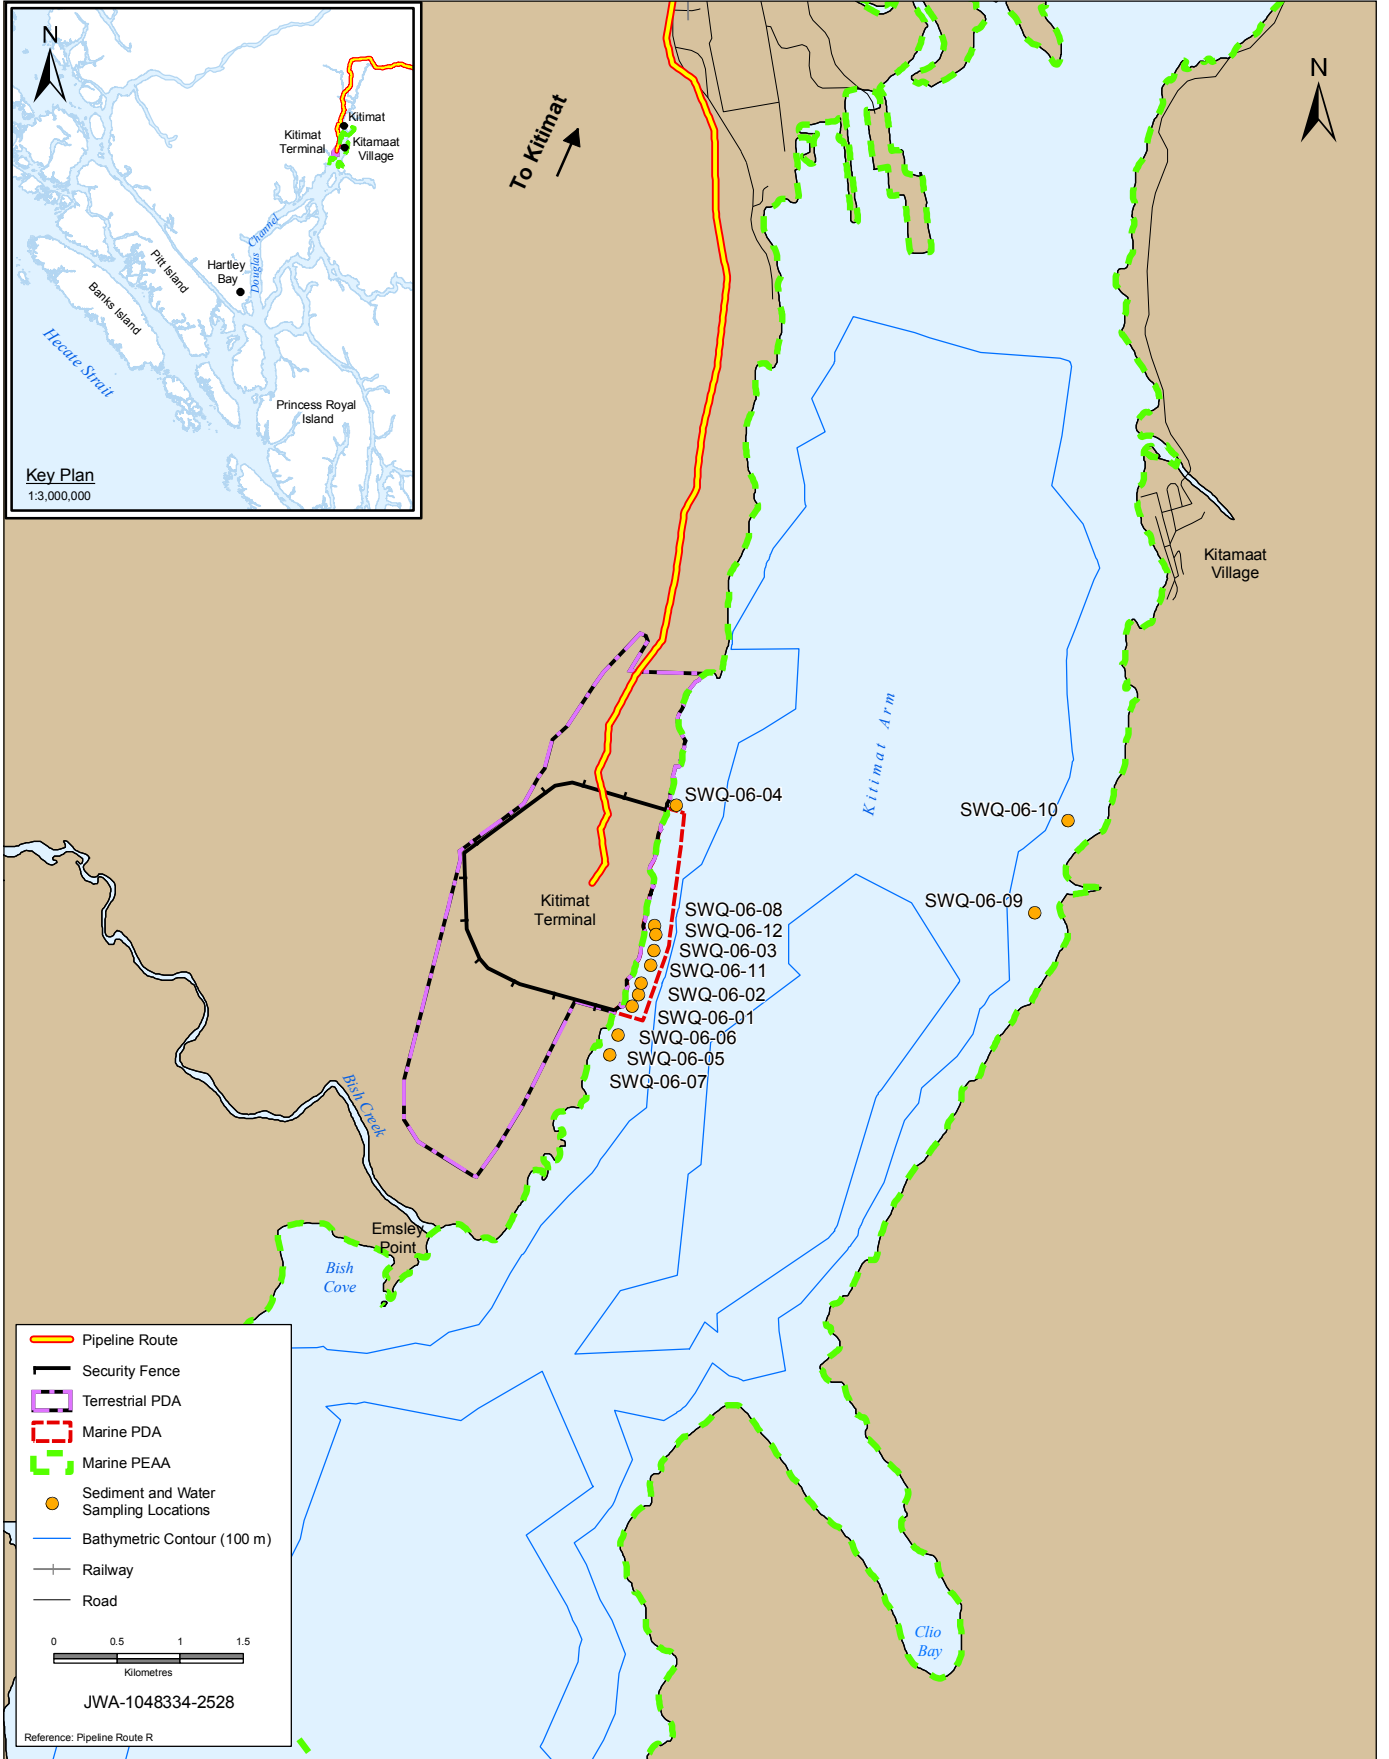 N
Kitimat
Kitimat
Terminal
Kitamaat
Village
Hartley
Bay
Douglas Channel
Pitt Island
Banks Island
Hecate Strait
Princess Royal
Island
Key Plan
1:3,000,000
To Kitimat
N
Kitamaat
Village
Kitimat Arm
SWQ-06-04
SWQ-06-10
SWQ-06-09
Kitimat
Terminal
SWQ-06-08
SWQ-06-12
SWQ-06-03
SWQ-06-11
SWQ-06-02
SWQ-06-01
SWQ-06-06
SWQ-06-05
SWQ-06-07
Bish Creek
Emsley
Point
Bish
Cove
Clio
Bay
Pipeline Route
Security Fence
Terrestrial PDA
Marine PDA
Marine PEAA
Sediment and Water
Sampling Locations
Bathymetric Contour (100 m)
Railway
Road
0 0.5 1 1.5
Kilometres
JWA-1048334-2528
Reference: Pipeline Route R